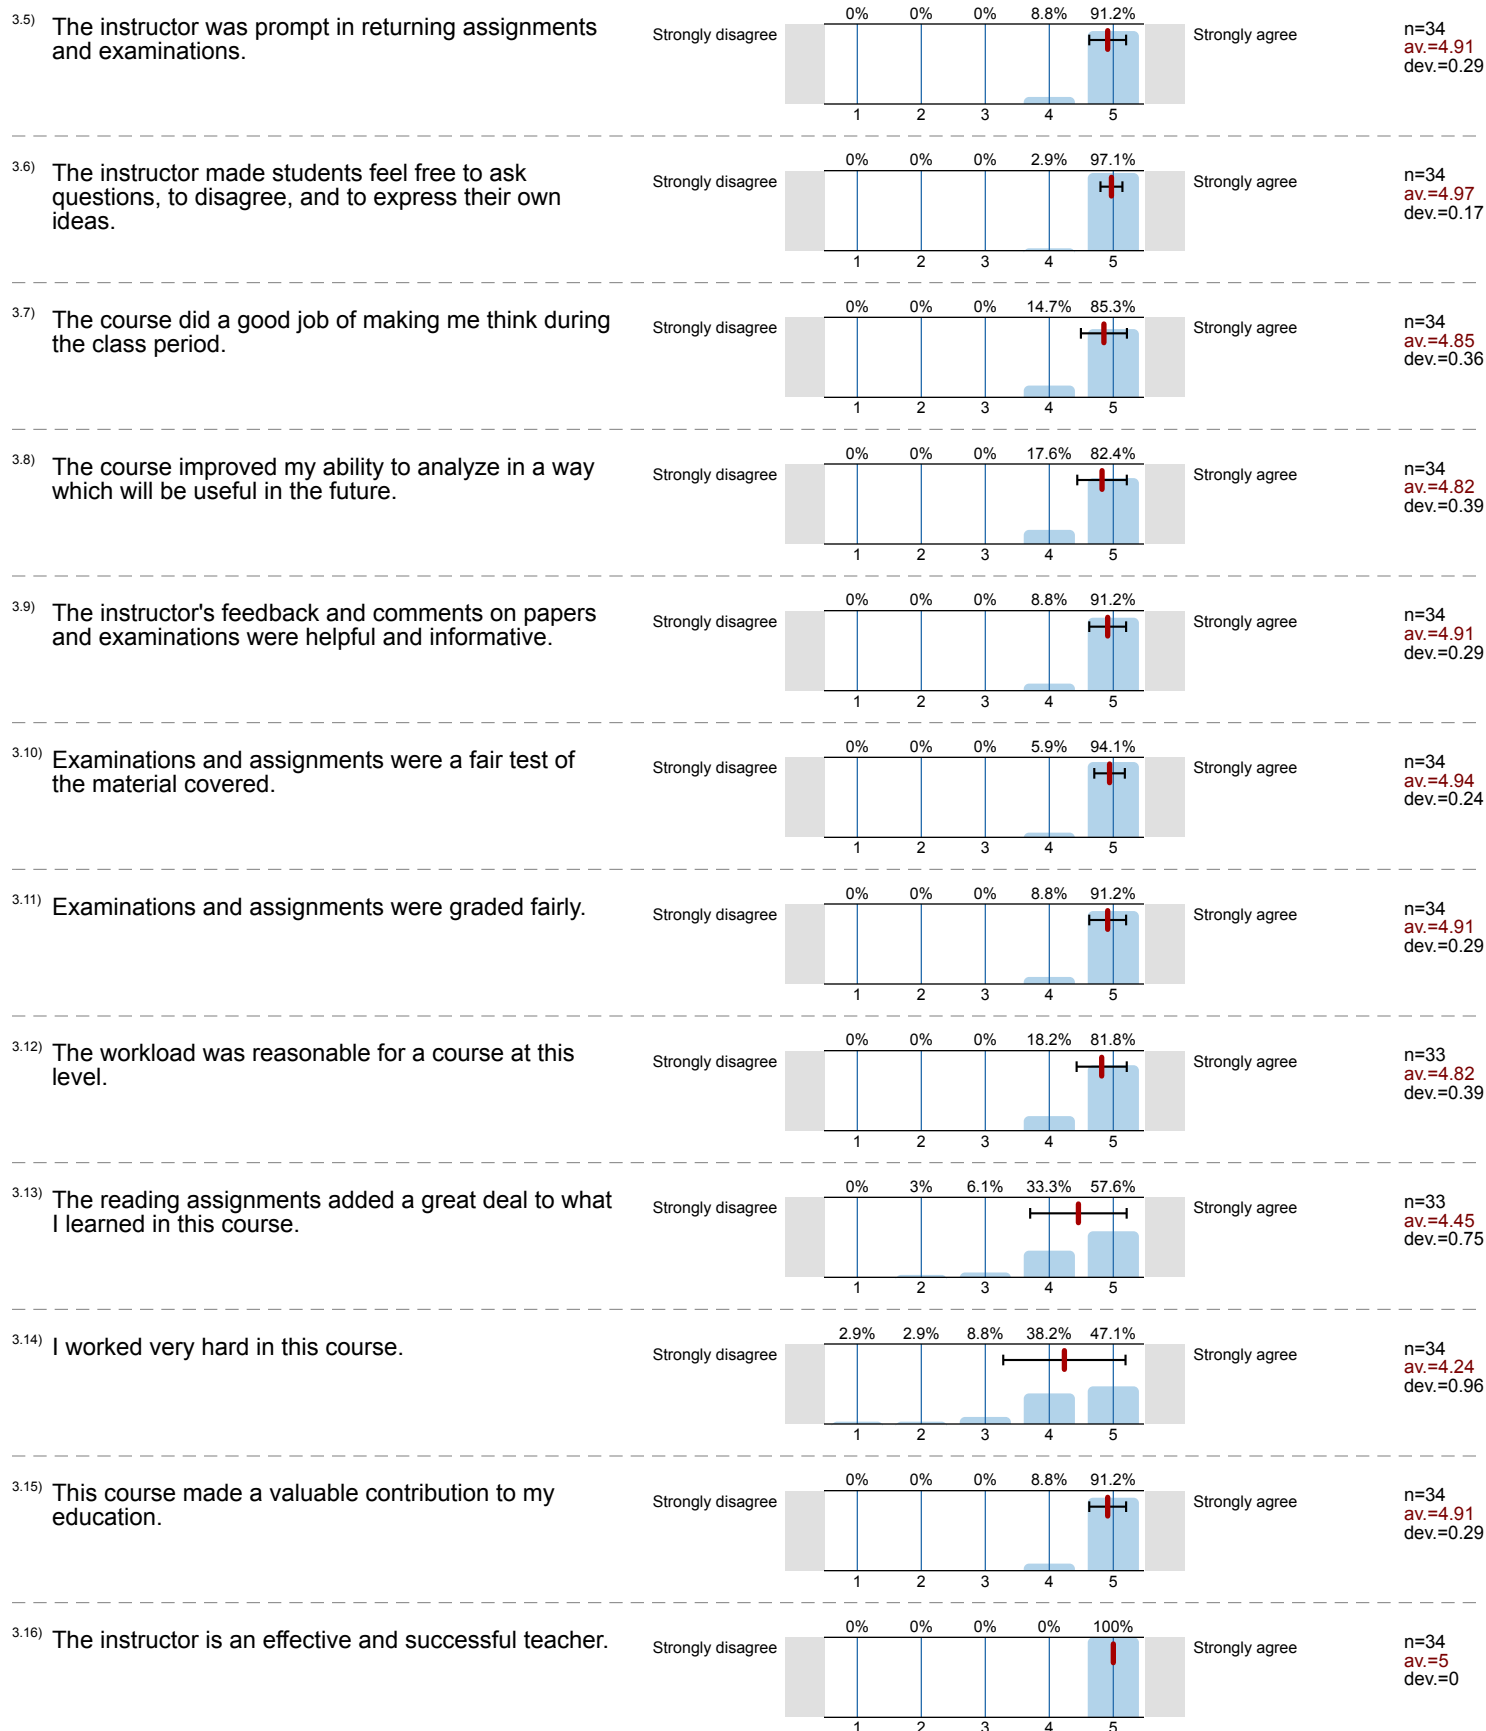 3.5) The instructor was prompt in returning assignments
and examinations.
Strongly disagree
0% 0% 0% 8.8% 91.2%
1 2 3 4 5
Strongly agree
n=34
av.=4.91
dev.=0.29
3.6) The instructor made students feel free to ask
questions, to disagree, and to express their own
ideas.
Strongly disagree
0% 0% 0% 2.9% 97.1%
1 2 3 4 5
Strongly agree
n=34
av.=4.97
dev.=0.17
3.7) The course did a good job of making me think during
the class period.
Strongly disagree
0% 0% 0% 14.7% 85.3%
1 2 3 4 5
Strongly agree
n=34
av.=4.85
dev.=0.36
3.8) The course improved my ability to analyze in a way
which will be useful in the future.
Strongly disagree
0% 0% 0% 17.6% 82.4%
1 2 3 4 5
Strongly agree
n=34
av.=4.82
dev.=0.39
3.9) The instructor's feedback and comments on papers
and examinations were helpful and informative.
Strongly disagree
0% 0% 0% 8.8% 91.2%
1 2 3 4 5
Strongly agree
n=34
av.=4.91
dev.=0.29
3.10) Examinations and assignments were a fair test of
the material covered.
Strongly disagree
0% 0% 0% 5.9% 94.1%
1 2 3 4 5
Strongly agree
n=34
av.=4.94
dev.=0.24
3.11) Examinations and assignments were graded fairly.
Strongly disagree
0% 0% 0% 8.8% 91.2%
1 2 3 4 5
Strongly agree
n=34
av.=4.91
dev.=0.29
3.12) The workload was reasonable for a course at this
level.
Strongly disagree
0% 0% 0% 18.2% 81.8%
1 2 3 4 5
Strongly agree
n=33
av.=4.82
dev.=0.39
3.13) The reading assignments added a great deal to what
I learned in this course.
Strongly disagree
0% 3% 6.1% 33.3% 57.6%
1 2 3 4 5
Strongly agree
n=33
av.=4.45
dev.=0.75
3.14) I worked very hard in this course.
Strongly disagree
2.9% 2.9% 8.8% 38.2% 47.1%
1 2 3 4 5
Strongly agree
n=34
av.=4.24
dev.=0.96
3.15) This course made a valuable contribution to my
education.
Strongly disagree
0% 0% 0% 8.8% 91.2%
1 2 3 4 5
Strongly agree
n=34
av.=4.91
dev.=0.29
3.16) The instructor is an effective and successful teacher.
Strongly disagree
0% 0% 0% 0% 100%
1 2 3 4 5
Strongly agree
n=34
av.=5
dev.=0